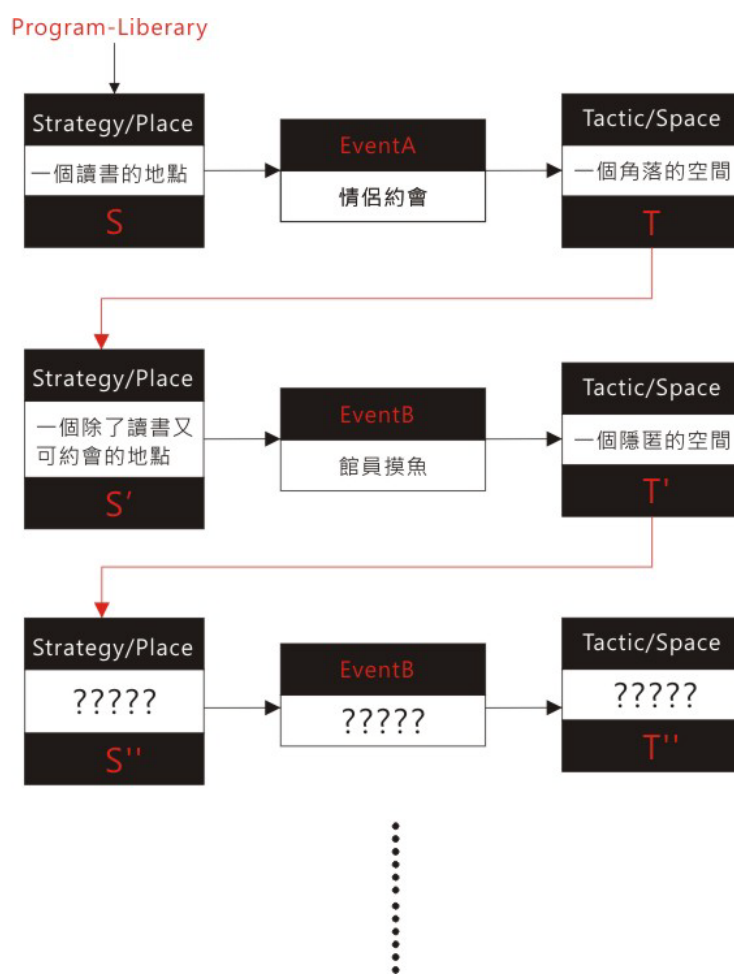 Program-Liberary
Strategy/Place
一個讀書的地點
S
EventA
情侶約會
Tactic/Space
一個角落的空間
T
Strategy/Place
一個除了讀書又
可約會的地點
S'
EventB
館員摸魚
Tactic/Space
一個隱匿的空間
T'
Strategy/Place
?????
S''
EventB
?????
Tactic/Space
?????
T''